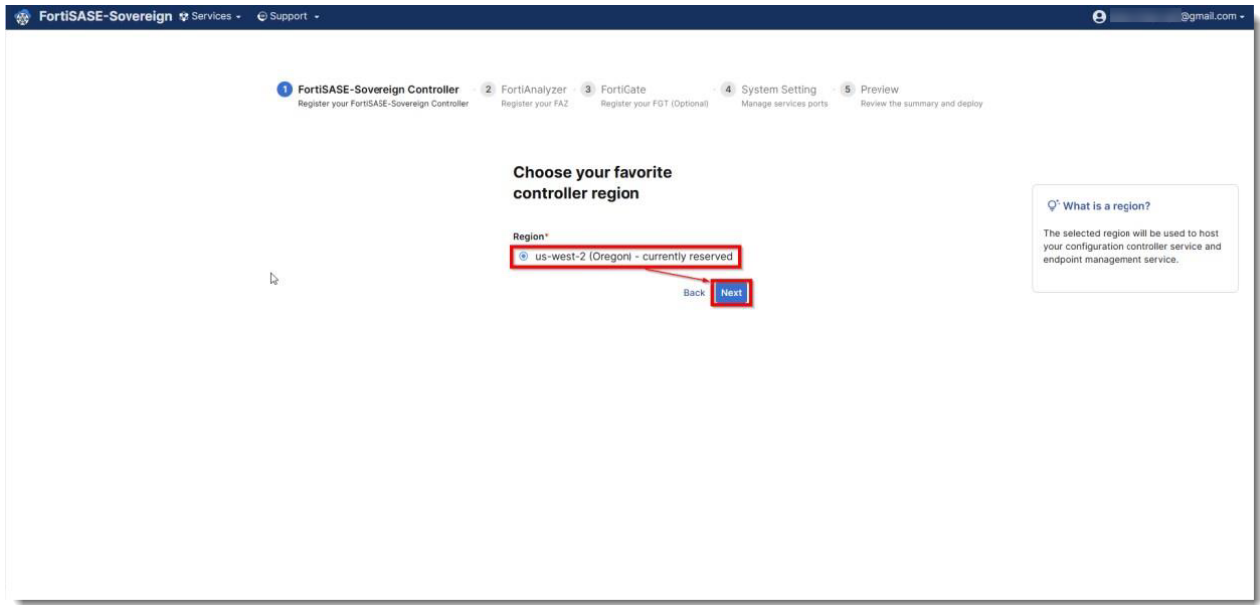 FortiSASE-Sovereign Services Support @gmail.com
1 FortiSASE-Sovereign Controller 2 FortiAnalyzer 3 FortiGate 4 System Setting 5 Preview
Register your FortiSASE-Sovereign Controller Register your FAZ Register your FGT (Optional) Manage services ports Review the summary and deploy
Choose your favorite
controller region
Region*
us-west-2 (Oregon) - currently reserved
Back Next
What is a region?
The selected region will be used to host
your configuration controller service and
endpoint management service.